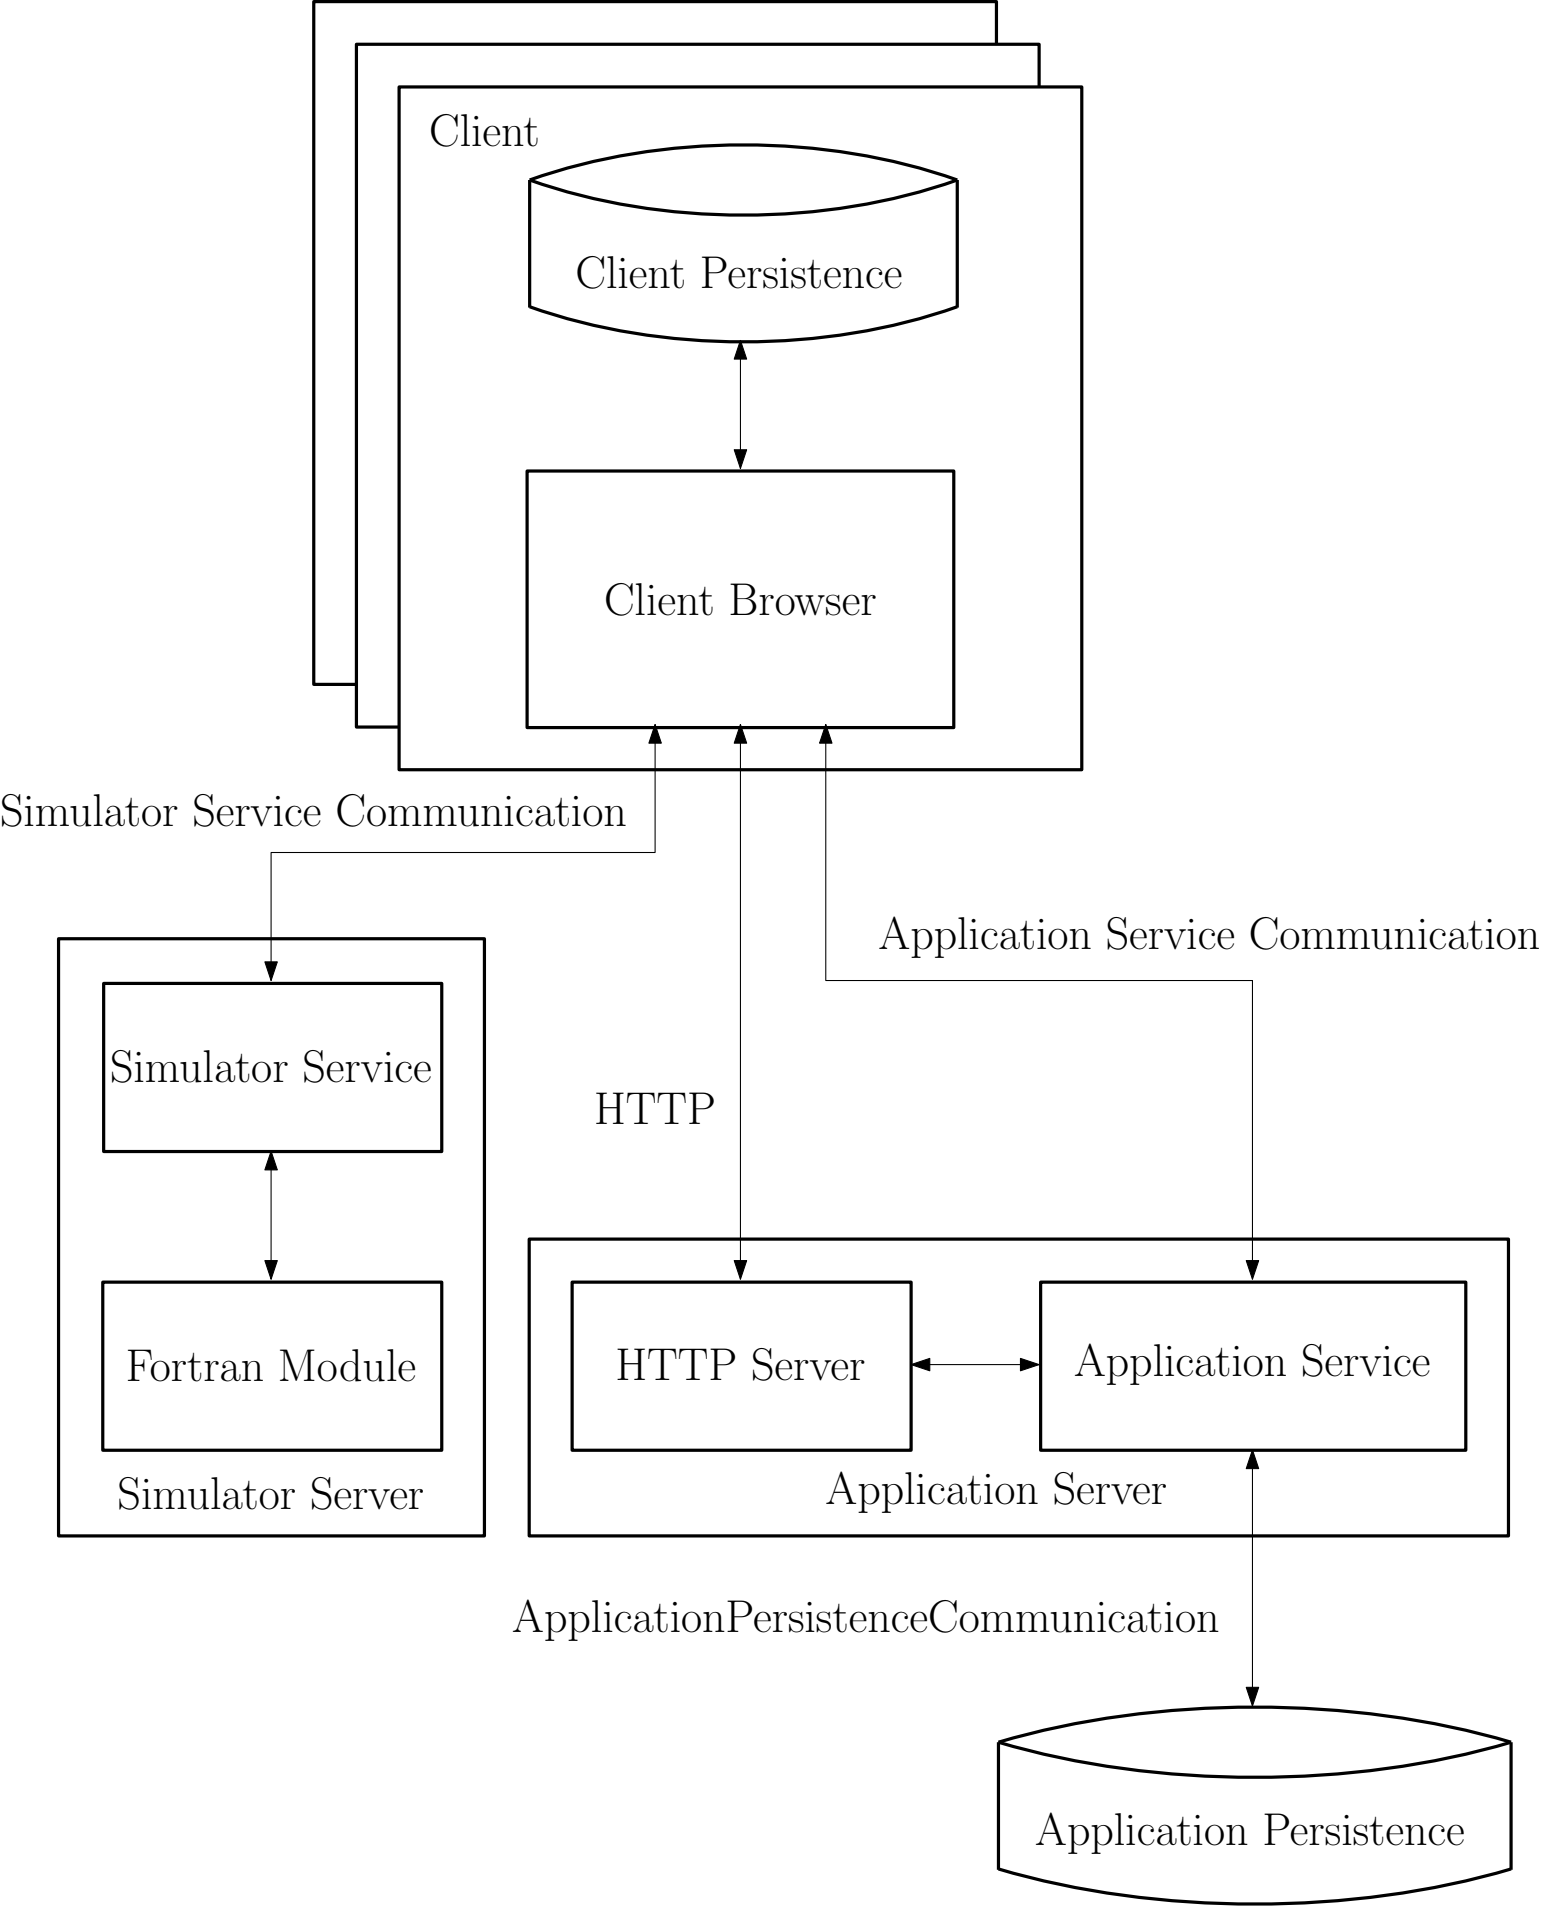 Client
Client Persistence
Client Browser
Simulator Service Communication
Application Service Communication
Simulator Service
HTTP
Fortran Module
HTTP Server
Application Service
Simulator Server
Application Server
ApplicationPersistenceCommunication
Application Persistence